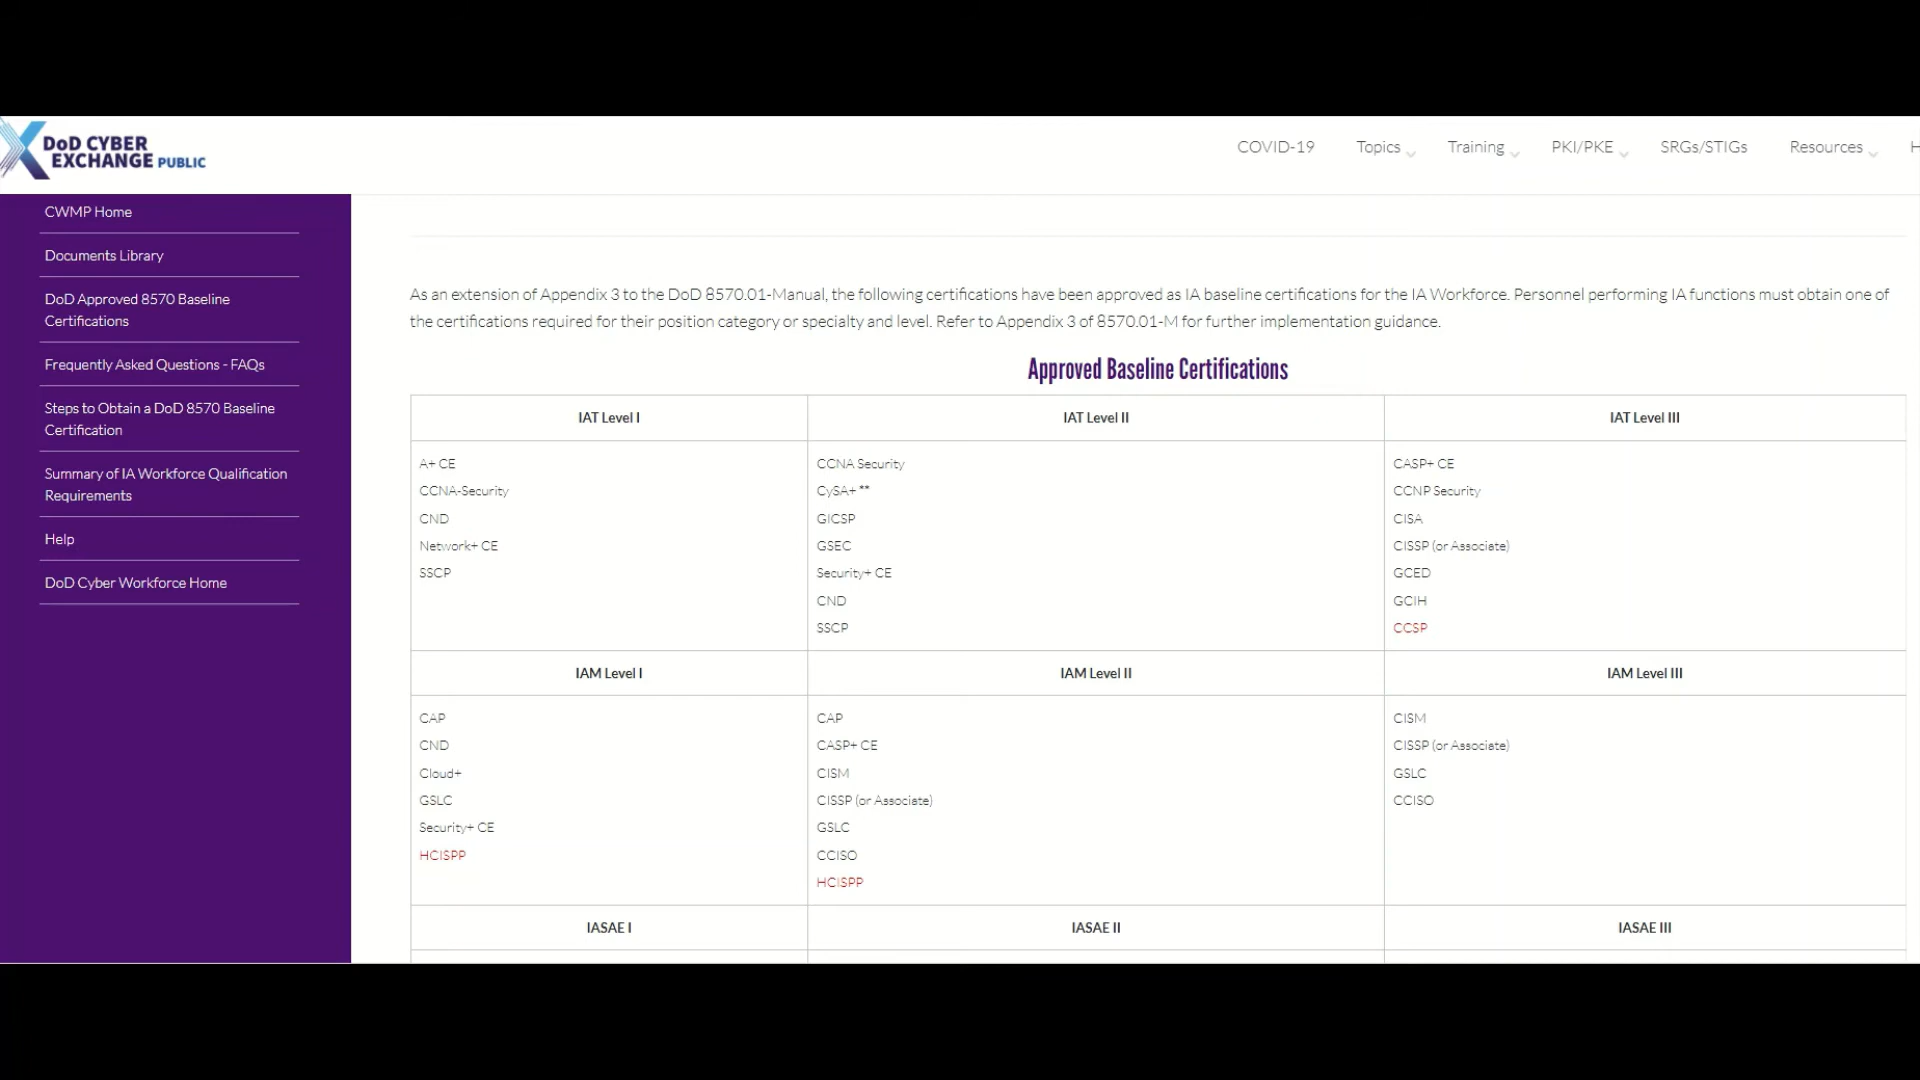 DoD CYBER
EXCHANGE PUBLIC
COVID-19 Topics Training PKI/PKE SRGs/STIGs Resources H
CWMP Home
Documents Library
DoD Approved 8570 Baseline
Certifications
Frequently Asked Questions - FAQs
Steps to Obtain a DoD 8570 Baseline
Certification
Summary of IA Workforce Qualification
Requirements
Help
DoD Cyber Workforce Home
As an extension of Appendix 3 to the DoD 8570.01-Manual, the following certifications have been approved as IA baseline certifications for the IA Workforce. Personnel performing IA functions must obtain one of
the certifications required for their position category or specialty and level. Refer to Appendix 3 of 8570.01-M for further implementation guidance.
Approved Baseline Certifications
IAT Level I
IAT Level II
IAT Level III
A+ CE
CCNA-Security
CND
Network+ CE
SSCP
CCNA Security
CySA+ **
GICSP
GSEC
Security+ CE
CND
SSCP
CASP+ CE
CCNP Security
CISA
CISSP (or Associate)
GCED
GCIH
CCSP
IAM Level I
IAM Level II
IAM Level III
CAP
CND
Cloud+
GSLC
Security+ CE
HCISPP
CAP
CASP+ CE
CISM
CISSP (or Associate)
GSLC
CCISO
HCISPP
CISM
CISSP (or Associate)
GSLC
CCISO
IASAE I
IASAE II
IASAE III